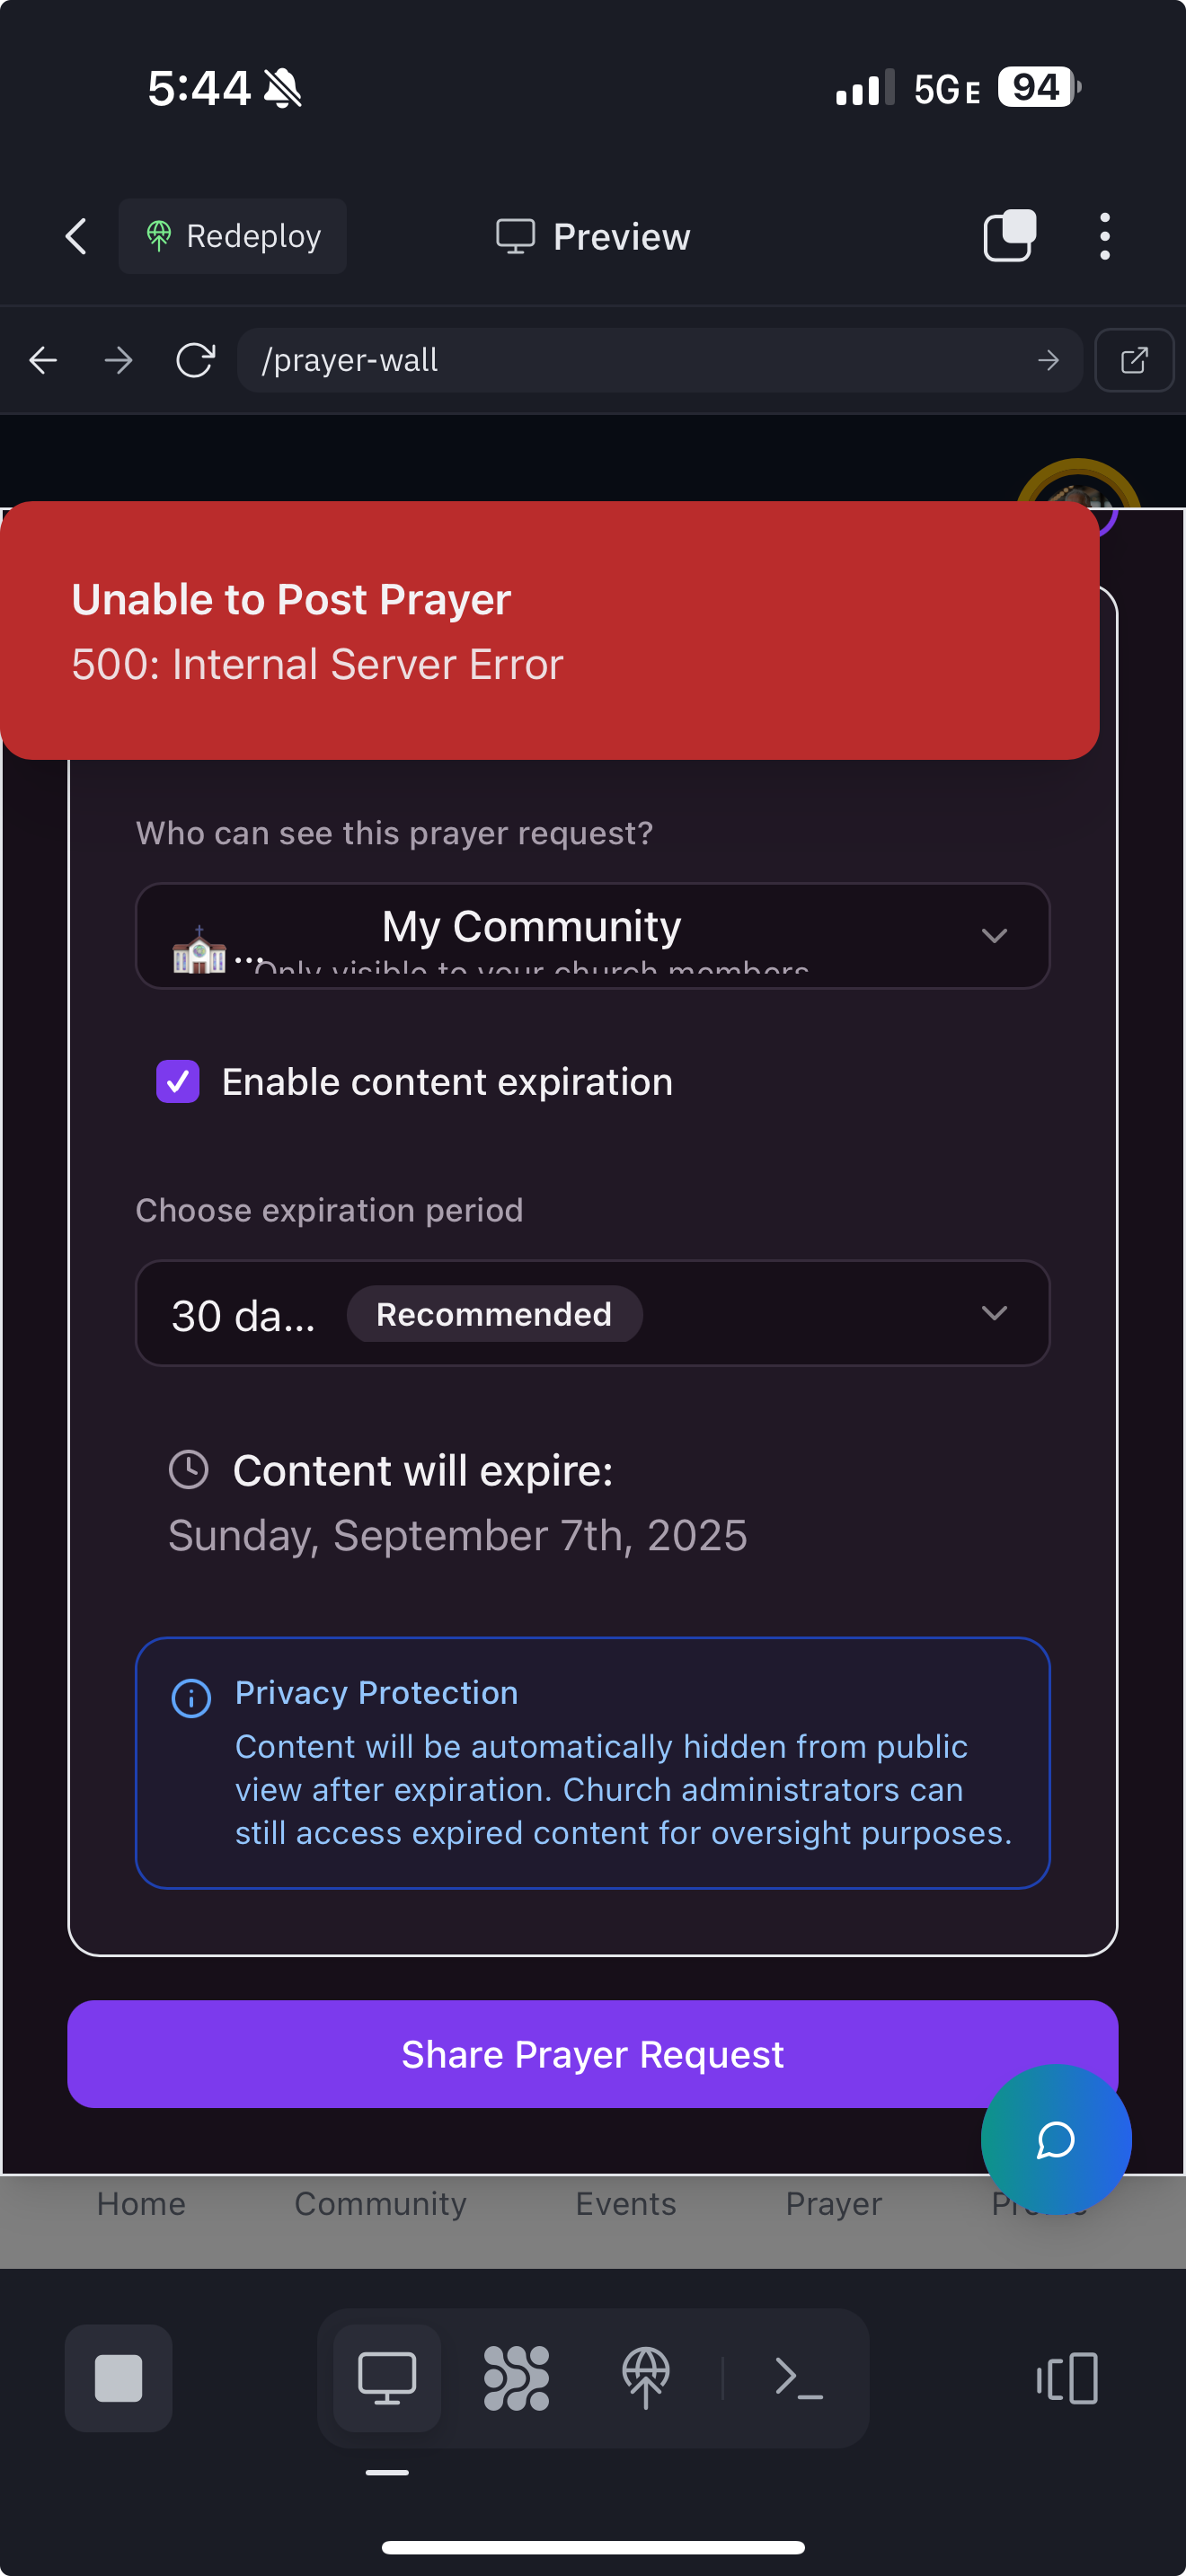 5:44
5G E
94
Redeploy
Preview
/prayer-wall
Unable to Post Prayer
500: Internal Server Error
Who can see this prayer request?
...
My Community
Only visible to your church members
Enable content expiration
Choose expiration period
30 da...
Recommended
Content will expire:
Sunday, September 7th, 2025
Privacy Protection
Content will be automatically hidden from public
view after expiration. Church administrators can
still access expired content for oversight purposes.
Share Prayer Request
Home
Community
Events
Prayer